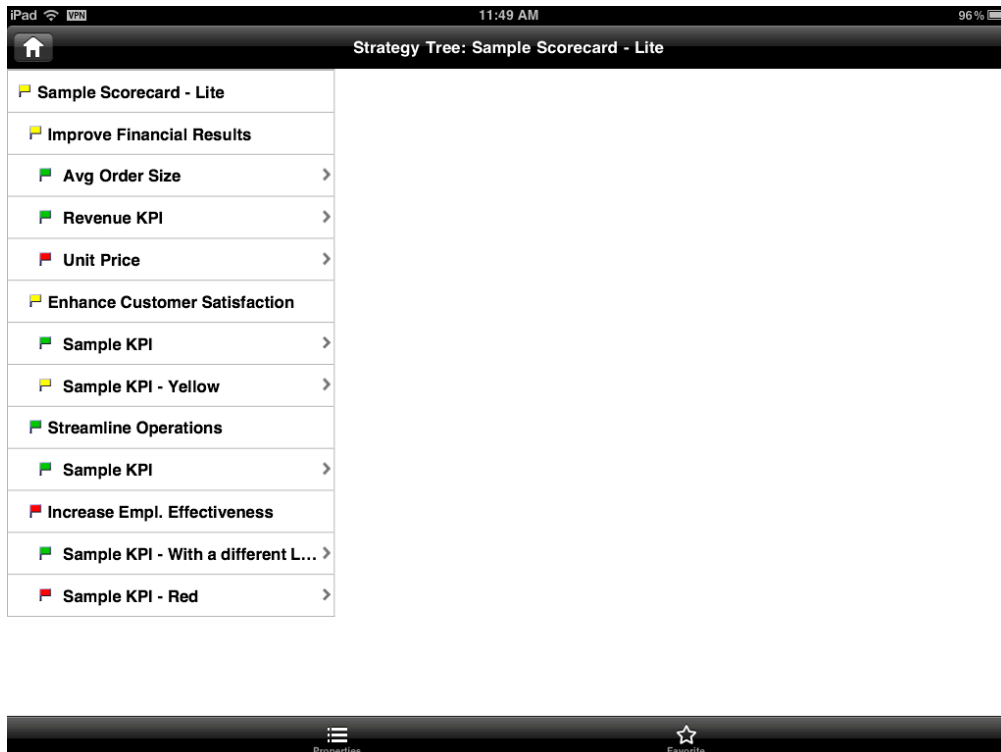 iPad VPN 11:49 AM 96%
Strategy Tree: Sample Scorecard - Lite
Sample Scorecard - Lite
Improve Financial Results
Avg Order Size
Revenue KPI
Unit Price
Enhance Customer Satisfaction
Sample KPI
Sample KPI - Yellow
Streamline Operations
Sample KPI
Increase Empl. Effectiveness
Sample KPI - With a different L...
Sample KPI - Red
Properties Favorite